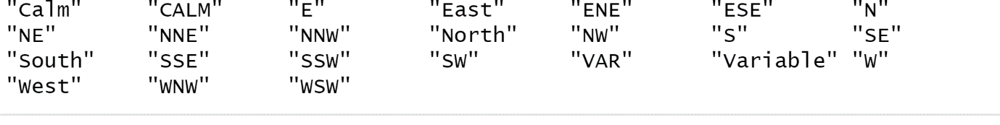 "Calm" "CALM" "E" "East" "ENE" "ESE" "N"
"NE" "NNE" "NNW" "North" "NW" "S" "SE"
"South" "SSE" "SSW" "SW" "VAR" "Variable" "W"
"West" "WNW" "WSW"